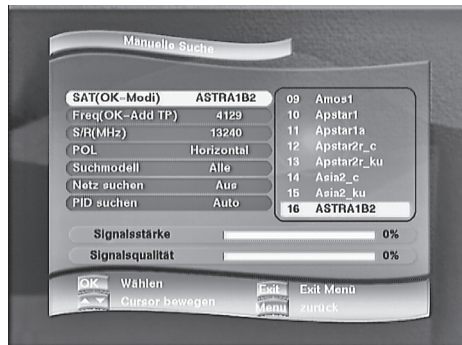 Manuelle Suche
SAT(OK-Modi) ASTRA1B2
Freq(OK-Add TP) 4129
S/R(MHz) 13240
POL Horizontal
Suchmodell Alle
Netz suchen Aus
PID suchen Auto
09 Amos1
10 Apstar1
11 Apstar1a
12 Apstar2r_c
13 Apstar2r_ku
14 Asia2_c
15 Asia2_ku
16 ASTRA1B2
Signalsstärke 0%
Signalsqualität 0%
OK Wählen
Cursor bewegen
Exit Exit Menü
Menu zurück